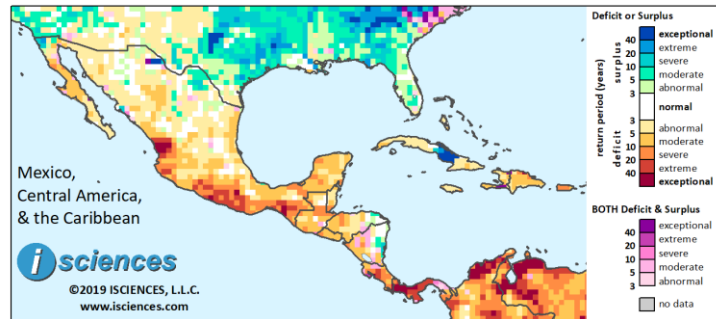 Mexico,
Central America,
& the Caribbean
i sciences
©2019 ISCIENCES, L.L.C.
www.isciences.com
Deficit or Surplus
return period (years)
surplus
deficit
exceptional
40
extreme
20
severe
10
moderate
5
abnormal
3
normal
3
abnormal
5
moderate
10
severe
20
extreme
40
exceptional
BOTH Deficit & Surplus
exceptional
40
extreme
20
severe
10
moderate
5
abnormal
3
no data